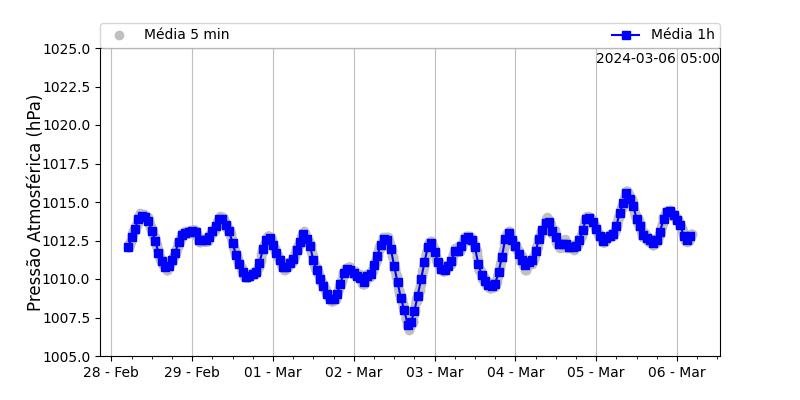 Média 5 min
Média 1h
2024-03-06 05:00
Pressão Atmosférica (hPa)
1025.0
1022.5
1020.0
1017.5
1015.0
1012.5
1010.0
1007.5
1005.0
28 - Feb
29 - Feb
01 - Mar
02 - Mar
03 - Mar
04 - Mar
05 - Mar
06 - Mar